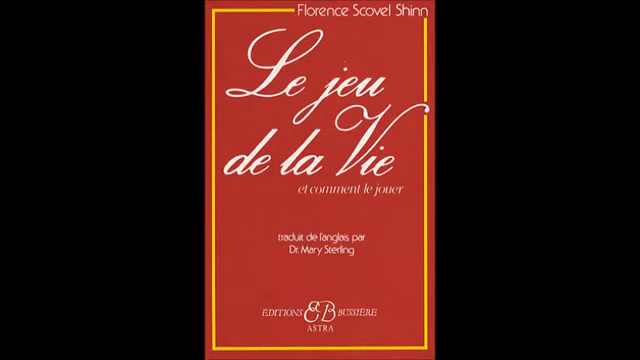 Florence Scovel Shinn
Le jeu
de la Vie
et comment le jouer
traduit de l'anglais par
Dr. Mary Sterling
EDITIONS EB BUSSIÈRE
ASTRA